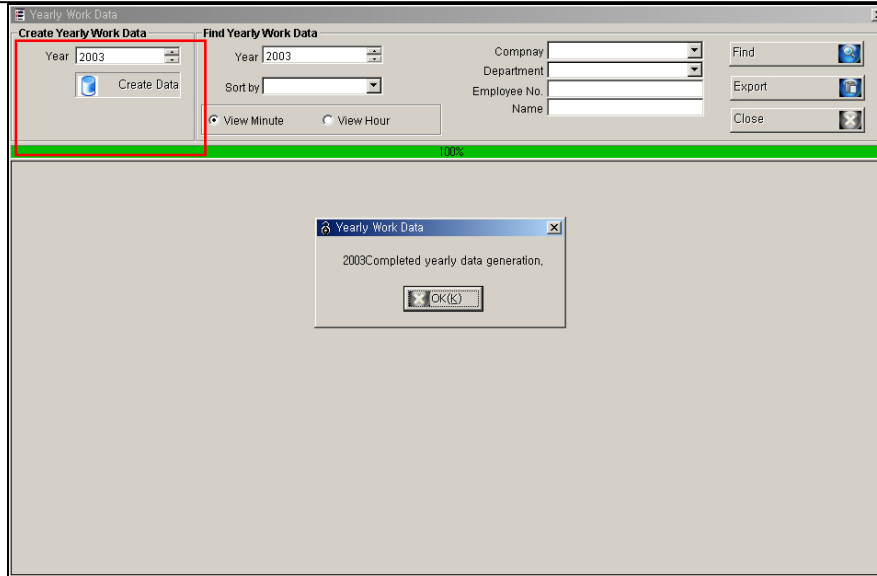 Yearly Work Data
Create Yearly Work Data
Year 2003
Create Data
Find Yearly Work Data
Year 2003
Sort by
View Minute View Hour
Compnay
Department
Employee No.
Name
Find
Export
Close
100%
Yearly Work Data
2003Completed yearly data generation,
OK(K)